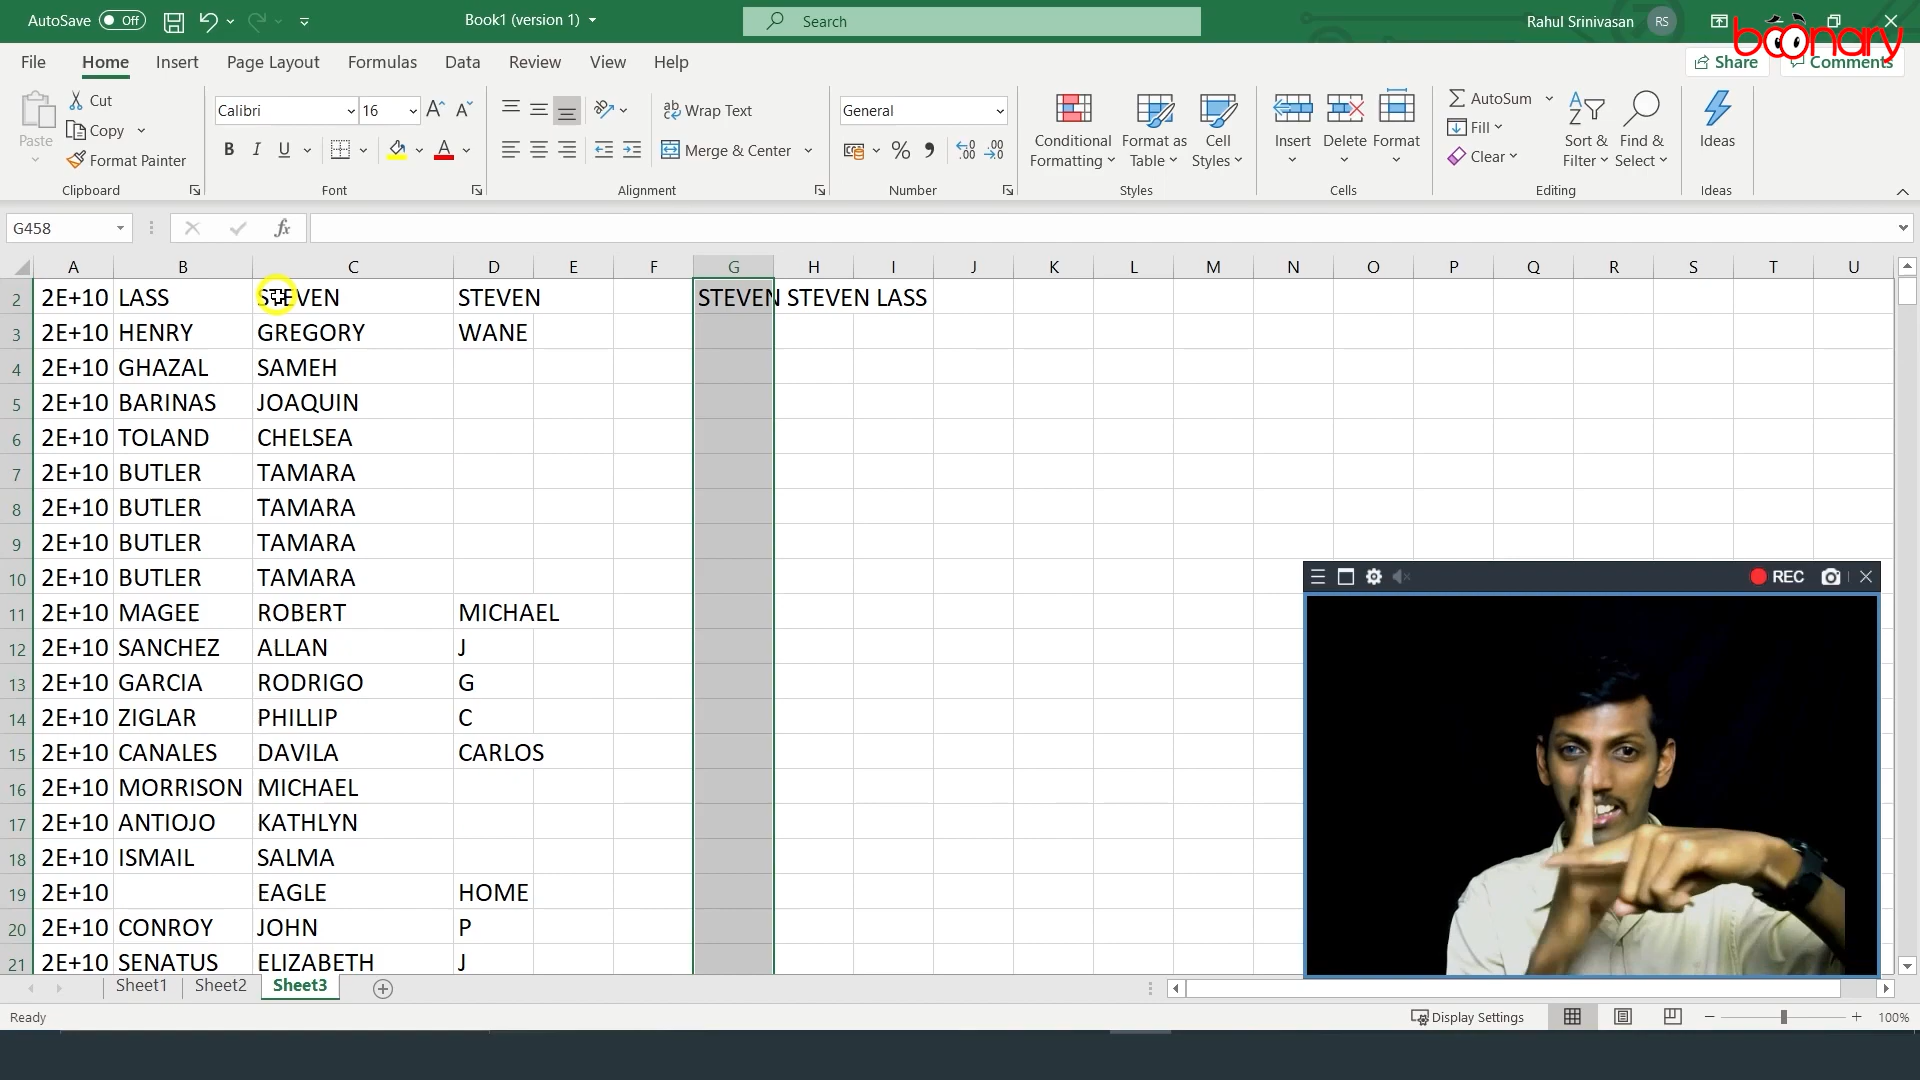 AutoSave Off Book1 (version 1) Search Rahul Srinivasan RS
boonary
File Home Insert Page Layout Formulas Data Review View Help Share Comments
Paste Cut Copy Format Painter Clipboard
Calibri 16 A A B I U A Font
ab Wrap Text Merge & Center Alignment
General % 9 Number
Conditional Formatting Format as Table Cell Styles Styles
Insert Delete Format Cells
AutoSum Fill Clear Sort & Filter Find & Select Editing
Ideas Ideas
G458 fx
A B C D E F G H I J K L M N O P Q R S T U
2 2E+10 LASS STEVEN STEVEN STEVEN STEVEN LASS
3 2E+10 HENRY GREGORY WANE
4 2E+10 GHAZAL SAMEH
5 2E+10 BARINAS JOAQUIN
6 2E+10 TOLAND CHELSEA
7 2E+10 BUTLER TAMARA
8 2E+10 BUTLER TAMARA
9 2E+10 BUTLER TAMARA
10 2E+10 BUTLER TAMARA
REC
11 2E+10 MAGEE ROBERT MICHAEL
12 2E+10 SANCHEZ ALLAN J
13 2E+10 GARCIA RODRIGO G
14 2E+10 ZIGLAR PHILLIP C
15 2E+10 CANALES DAVILA CARLOS
16 2E+10 MORRISON MICHAEL
17 2E+10 ANTIOJO KATHLYN
18 2E+10 ISMAIL SALMA
19 2E+10 EAGLE HOME
20 2E+10 CONROY JOHN P
21 2E+10 SENATUS ELIZABETH J
Sheet1 Sheet2 Sheet3
Ready Display Settings 100%